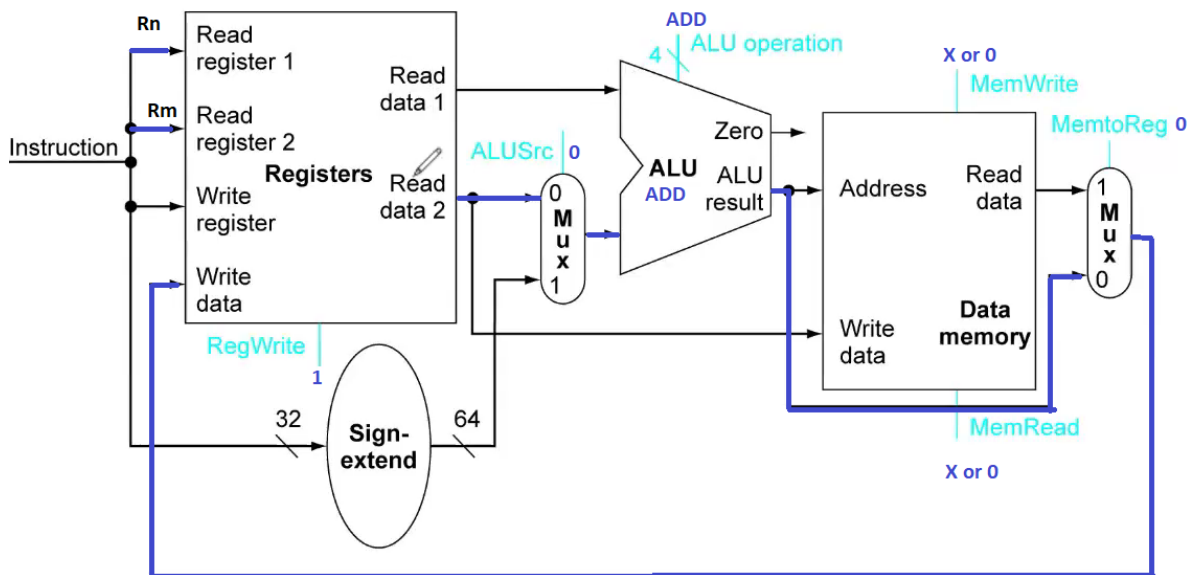 Rn
Read
register 1
Rm
Read
register 2
Instruction
Registers
Write
register
Write
data
Read
data 1
Read
data 2
RegWrite
1
32
Sign-
extend
64
ALUSrc 0
0
M
u
x
1
ADD
4
ALU operation
Zero
ALU
ADD
ALU
result
X or 0
MemWrite
Address
Read
data
Write
data
Data
memory
MemRead
X or 0
MemtoReg 0
1
M
u
x
0